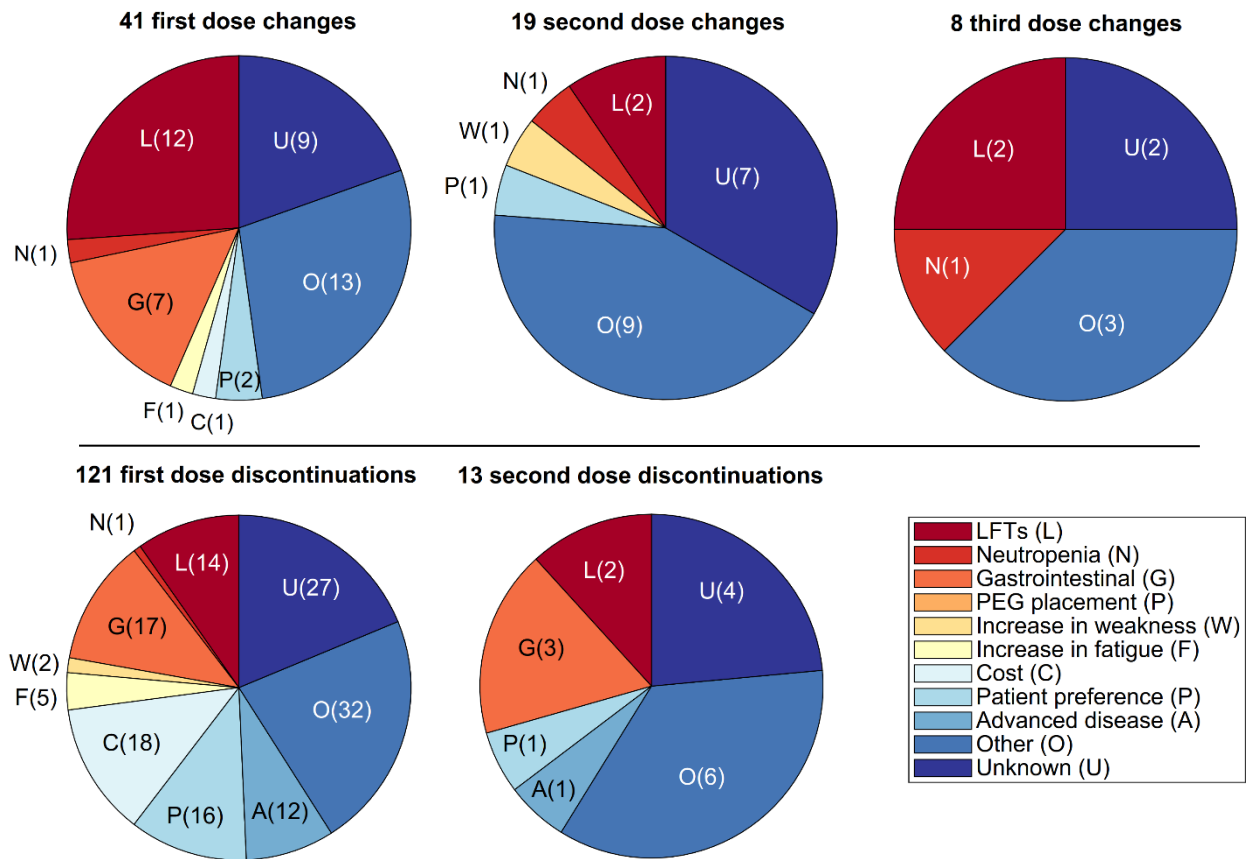 41 first dose changes
L(12)
U(9)
N(1)
G(7)
O(13)
F(1)
C(1)
P(2)
19 second dose changes
N(1)
L(2)
W(1)
P(1)
U(7)
O(9)
8 third dose changes
L(2)
U(2)
N(1)
O(3)
121 first dose discontinuations
N(1)
L(14)
U(27)
G(17)
W(2)
F(5)
O(32)
C(18)
P(16)
A(12)
13 second dose discontinuations
L(2)
U(4)
G(3)
P(1)
A(1)
O(6)
LFTs (L)
Neutropenia (N)
Gastrointestinal (G)
PEG placement (P)
Increase in weakness (W)
Increase in fatigue (F)
Cost (C)
Patient preference (P)
Advanced disease (A)
Other (O)
Unknown (U)